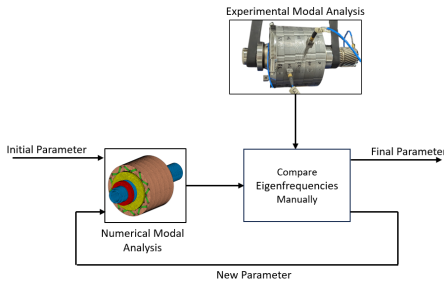 Experimental Modal Analysis
Initial Parameter
Final Parameter
Compare
Eigenfrequencies
Manually
Numerical Modal
Analysis
New Parameter